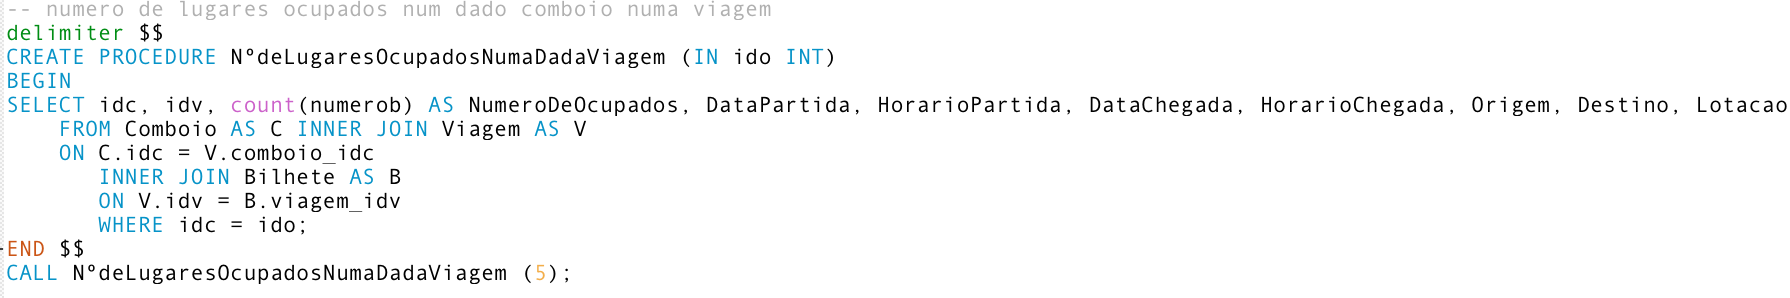 -- numero de lugares ocupados num dado comboio numa viagem
delimiter $$
CREATE PROCEDURE NºdeLugaresOcupadosNumaDadaViagem (IN ido INT)
BEGIN
SELECT idc, idv, count(numerob) AS NumeroDeOcupados, DataPartida, HorarioPartida, DataChegada, HorarioChegada, Origem, Destino, Lotacao
FROM Comboio AS C INNER JOIN Viagem AS V
ON C.idc = V.comboio_idc
INNER JOIN Bilhete AS B
ON V.idv = B.viagem_idv
WHERE idc = ido;
END $$
CALL NºdeLugaresOcupadosNumaDadaViagem (5);